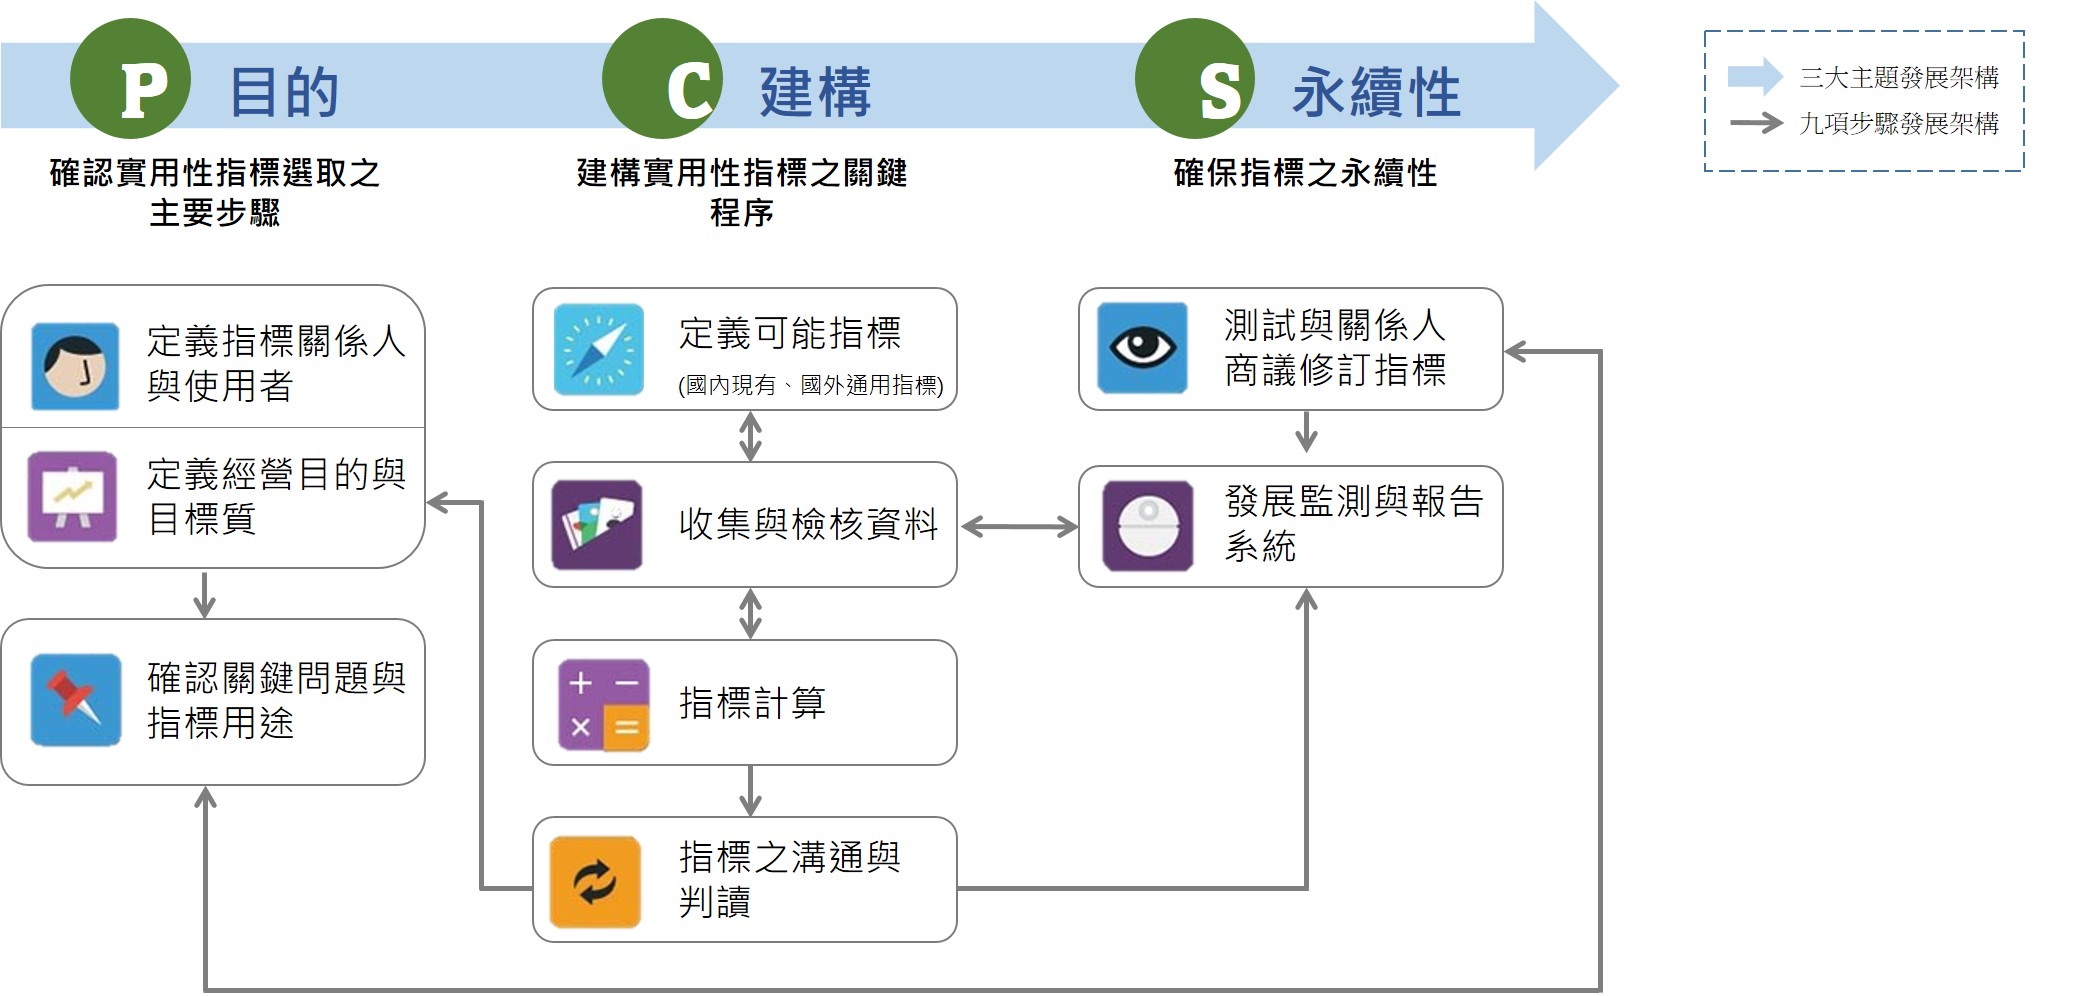 P 目的
C 建構
S 永續性
三大主題發展架構
九項步驟發展架構
確認實用性指標選取之
主要步驟
建構實用性指標之關鍵
程序
確保指標之永續性
定義指標關係人
與使用者
定義經營目的與
目標質
確認關鍵問題與
指標用途
定義可能指標
(國內現有、國外通用指標)
收集與檢核資料
指標計算
指標之溝通與
判讀
測試與關係人
商議修訂指標
發展監測與報告
系統